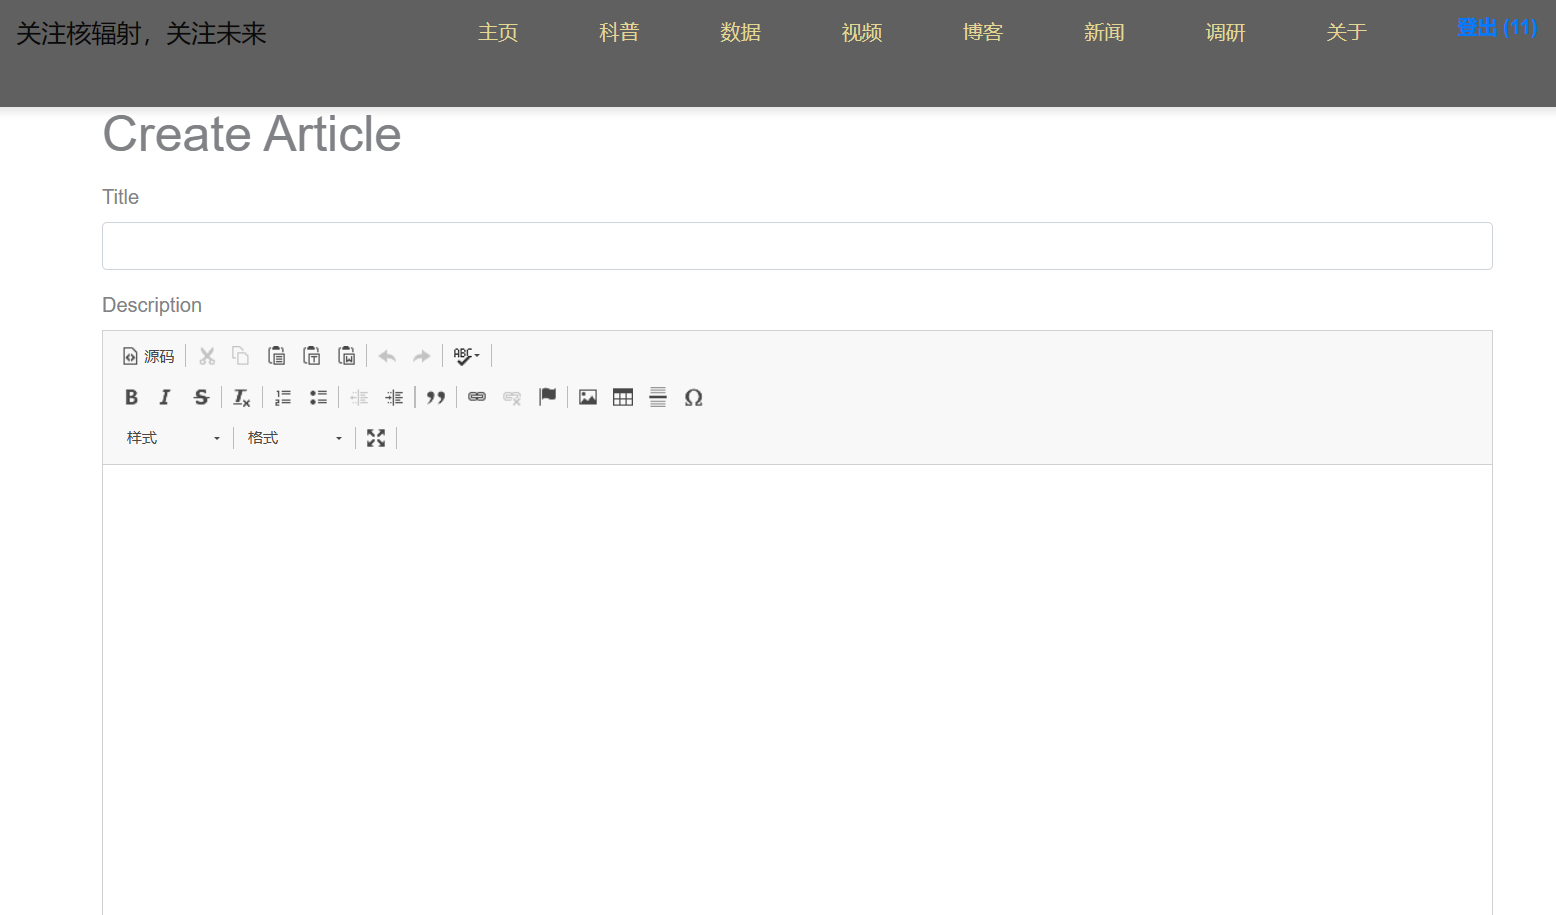 关注核辐射，关注未来 主页 科普 数据 视频 博客 新闻 调研 关于 登出 (11)
Create Article
Title
Description
源码 ABC
B I S Tx
样式 格式